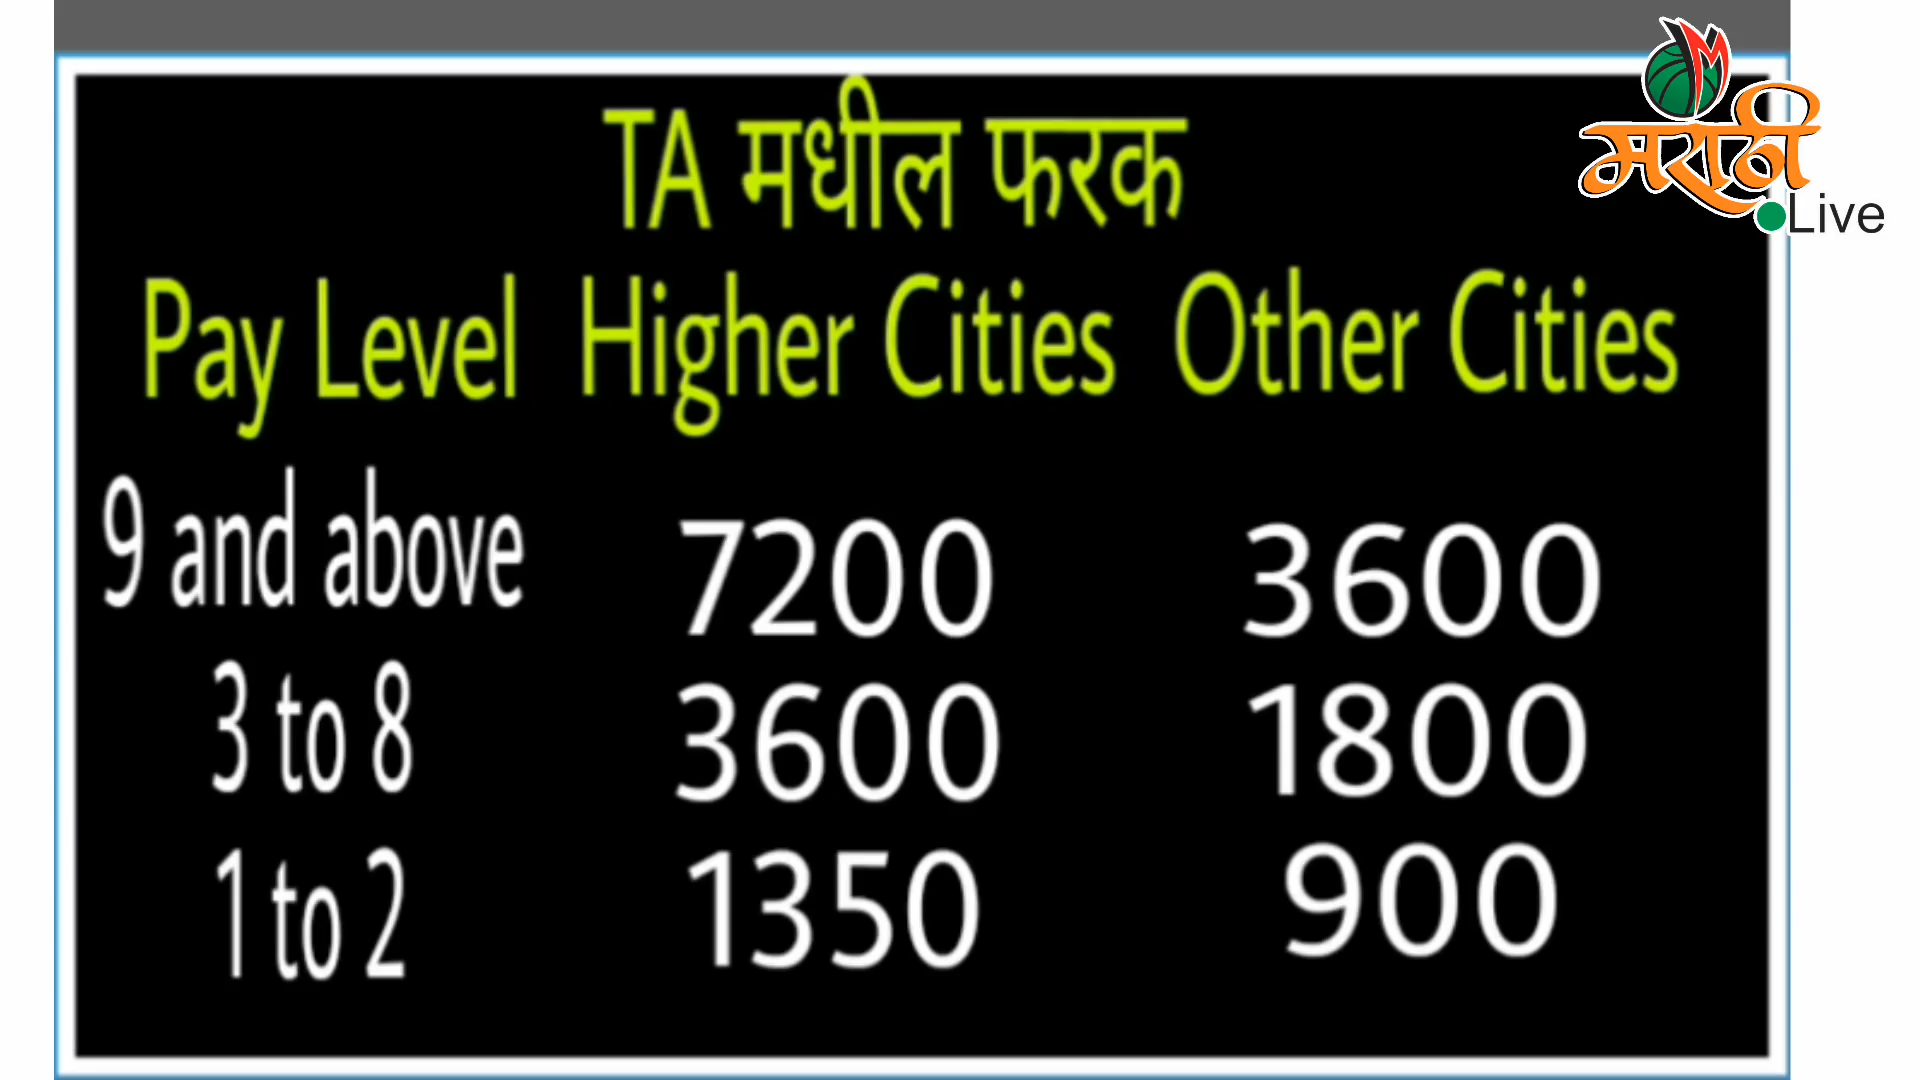 TA मधील फरक
मराठी
Live
Pay Level Higher Cities Other Cities
9 and above 7200 3600
3 to 8 3600 1800
1 to 2 1350 900